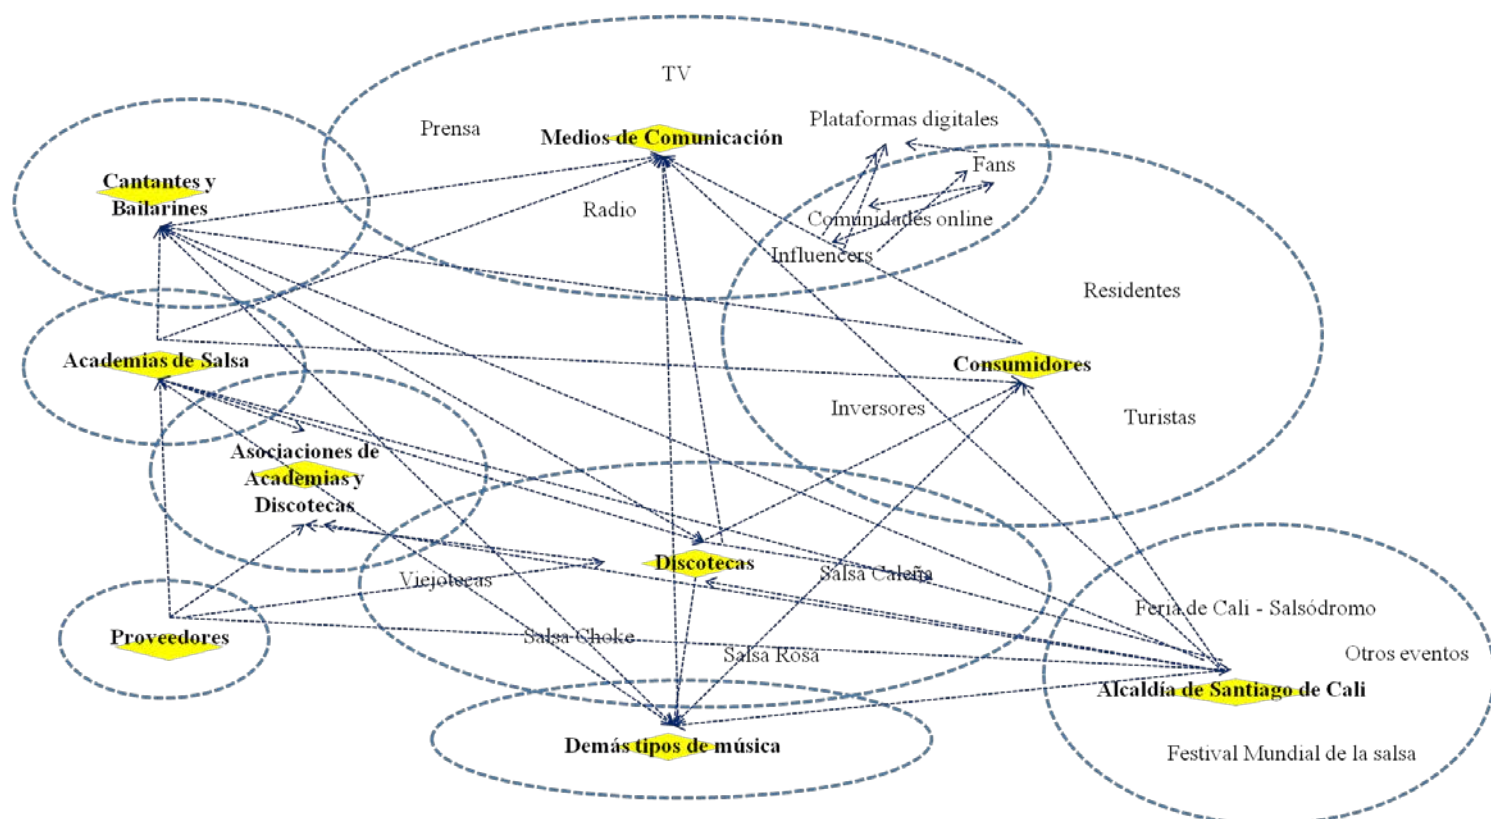 TV
Plataformas digitales
Prensa
Medios de Comunicación
Fans
Cantantes y
Bailarines
Radio
Comunidades online
Influencers
Residentes
Academias de Salsa
Consumidores
Inversores
Turistas
Asociaciones de
Academias y
Discotecas
Discotecas
Viejotecas
Salsa Caleña
Feria de Cali - Salsódromo
Proveedores
Salsa Choke
Salsa Rosa
Otros eventos
Alcaldía de Santiago de Cali
Demás tipos de música
Festival Mundial de la salsa